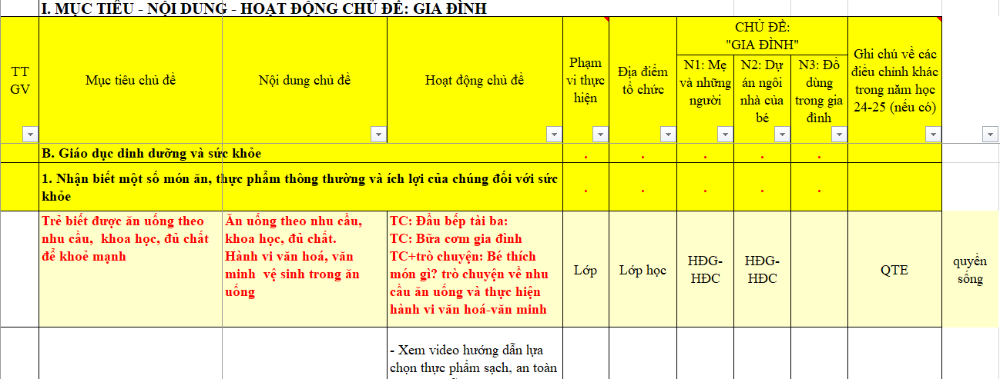 I. MỤC TIÊU - NỘI DUNG - HOẠT ĐỘNG CHỦ ĐỀ: GIA ĐÌNH
TT
GV
Mục tiêu chủ đề
Nội dung chủ đề
Hoạt động chủ đề
Phạm
vi thực
hiện
Địa điểm
tổ chức
CHỦ ĐỀ:
"GIA ĐÌNH"
N1: Mẹ
và những
người
N2: Dự
án ngôi
nhà của
bé
N3: Đồ
dùng
trong gia
đình
Ghi chú về các
điều chỉnh khác
trong năm học
24-25 (nếu có)
B. Giáo dục dinh dưỡng và sức khỏe
.
.
.
.
.
1. Nhận biết một số món ăn, thực phẩm thông thường và ích lợi của chúng đối với sức
khỏe
.
.
.
.
.
Trẻ biết được ăn uống theo
nhu cầu, khoa học, đủ chất
để khoẻ mạnh
Ăn uống theo nhu cầu,
khoa học, đủ chất.
Hành vi văn hoá, văn
minh vệ sinh trong ăn
uống
TC: Đầu bếp tài ba:
TC: Bữa cơm gia đình
TC+trò chuyện: Bé thích
món gì? trò chuyện về nhu
cầu ăn uống và thực hiện
hành vi văn hoá-văn minh
Lớp
Lớp học
HĐG-
HĐC
HĐG-
HĐC
QTE
quyền
sống
- Xem video hướng dẫn lựa
chọn thực phẩm sạch, an toàn